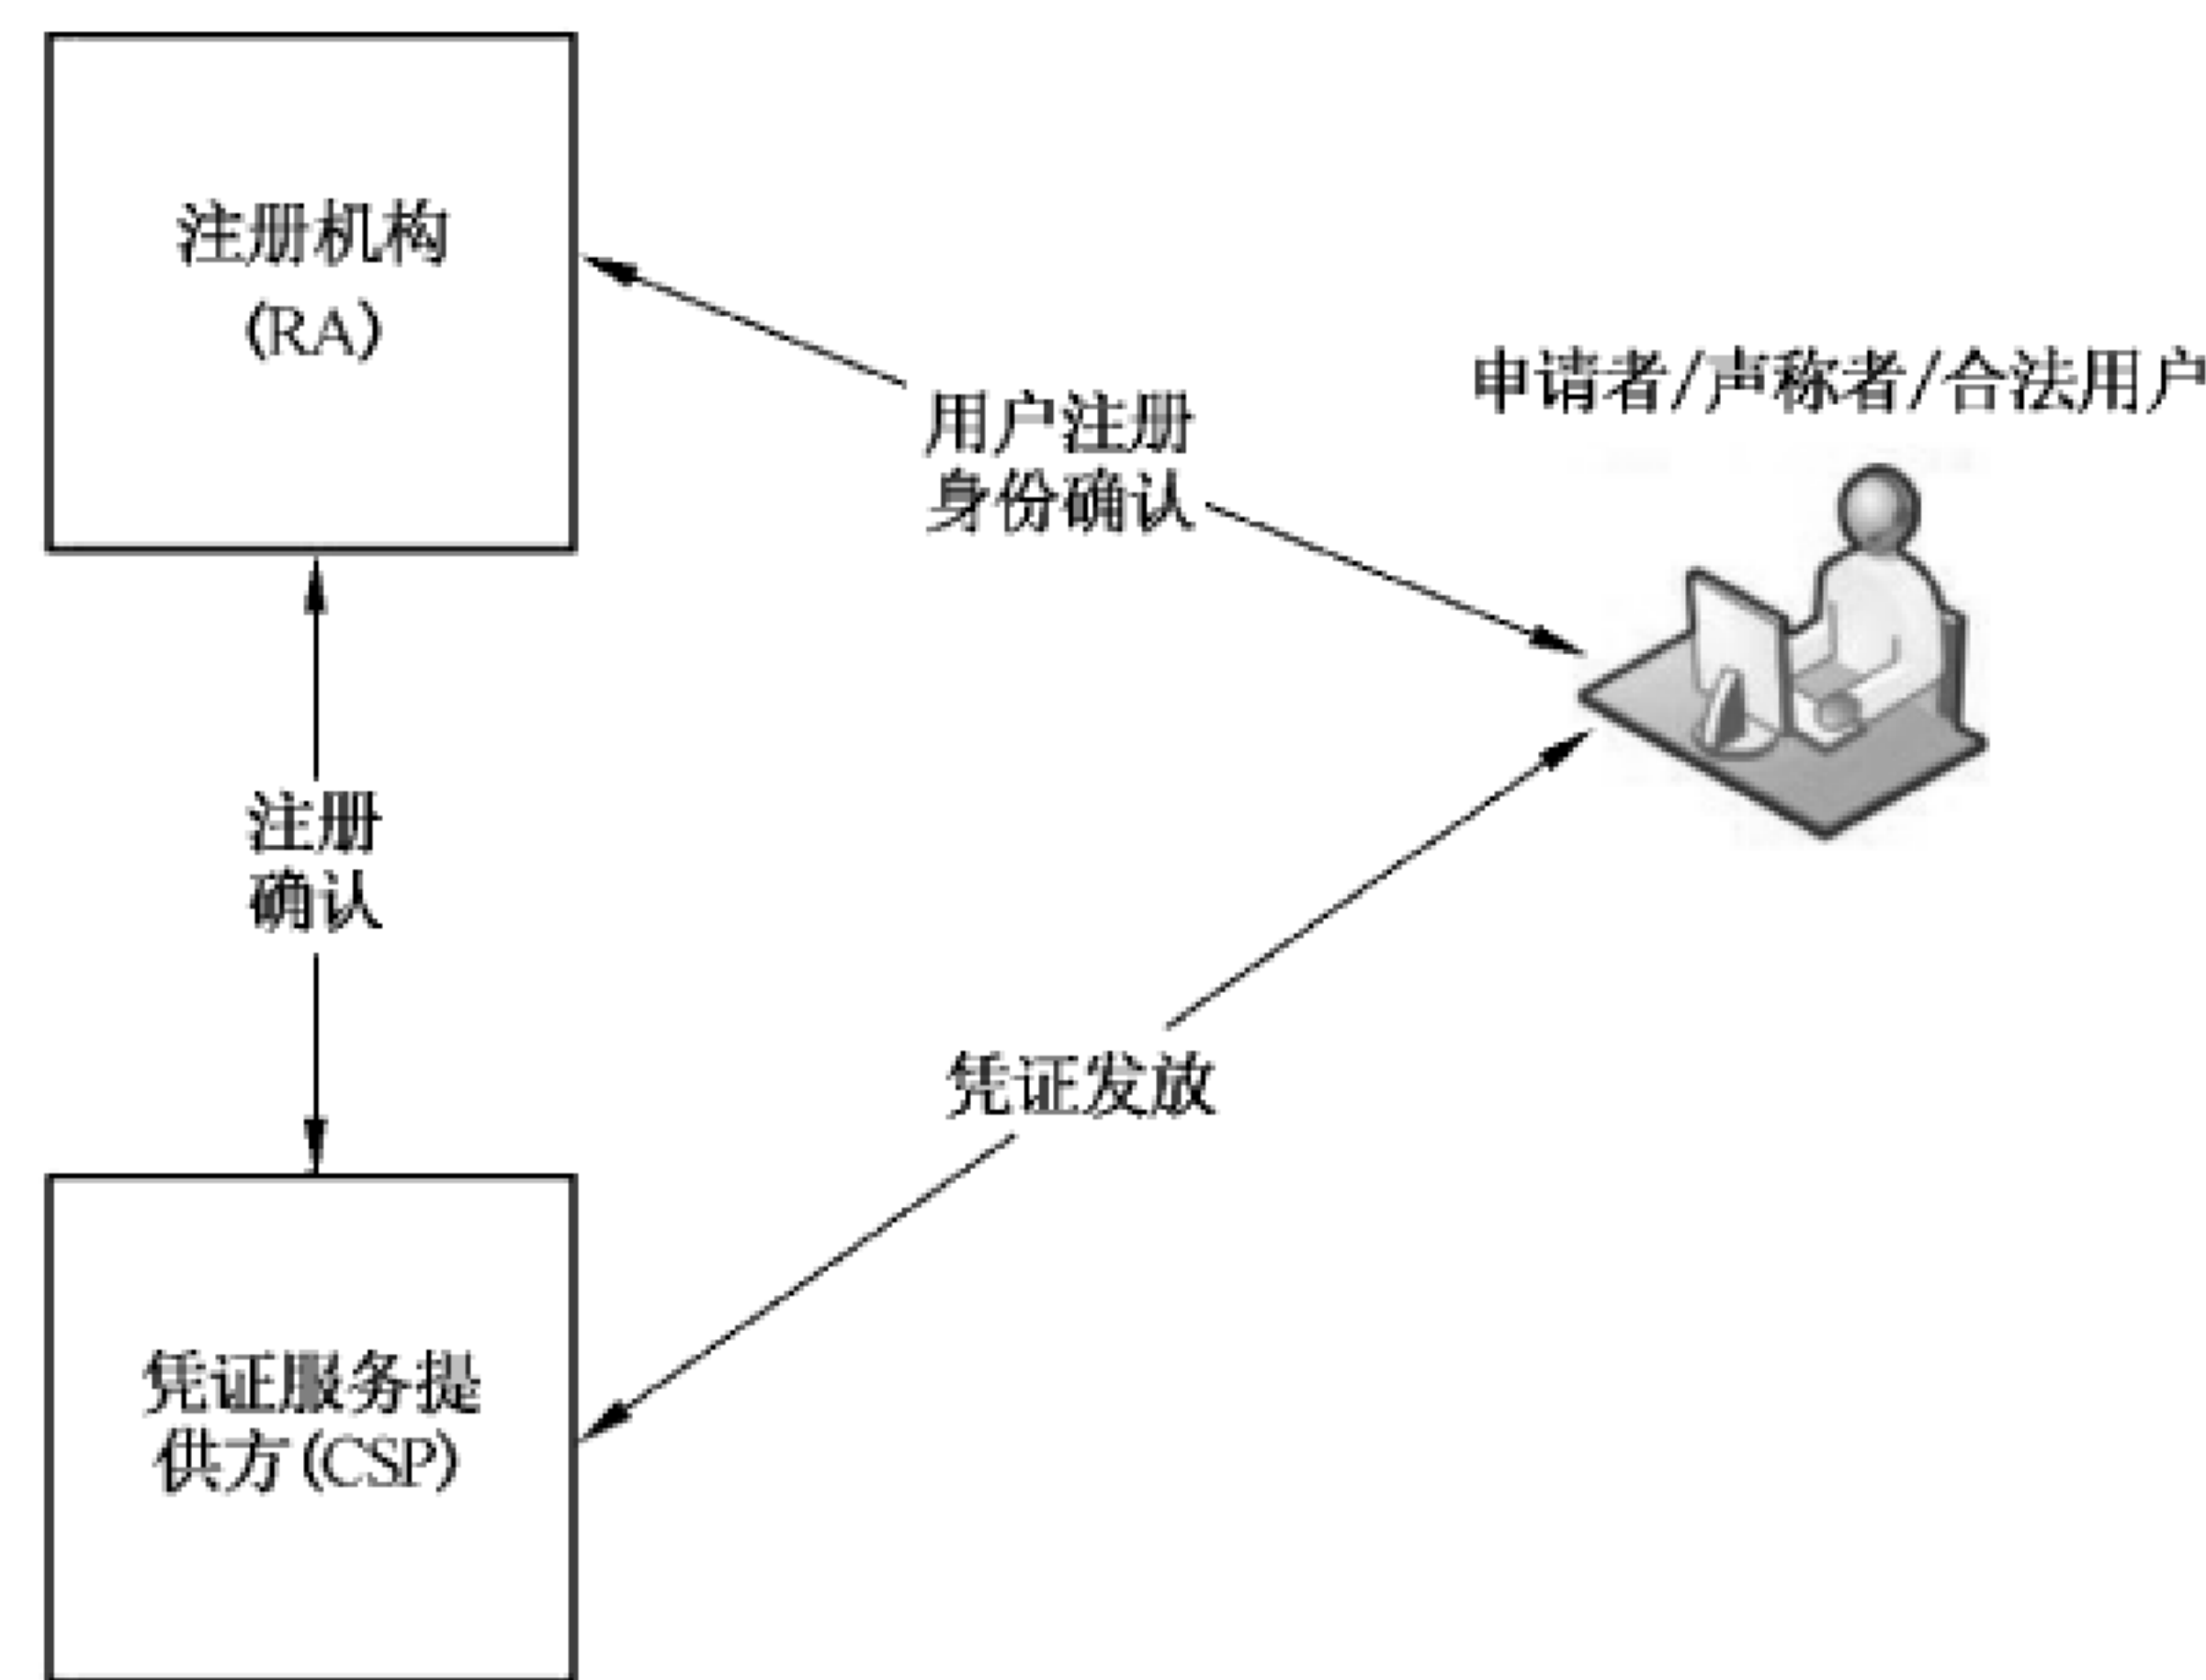 注册机构
(RA)
申请者/声称者/合法用户
用户注册
身份确认
注册
确认
凭证发放
凭证服务提
供方(CSP)